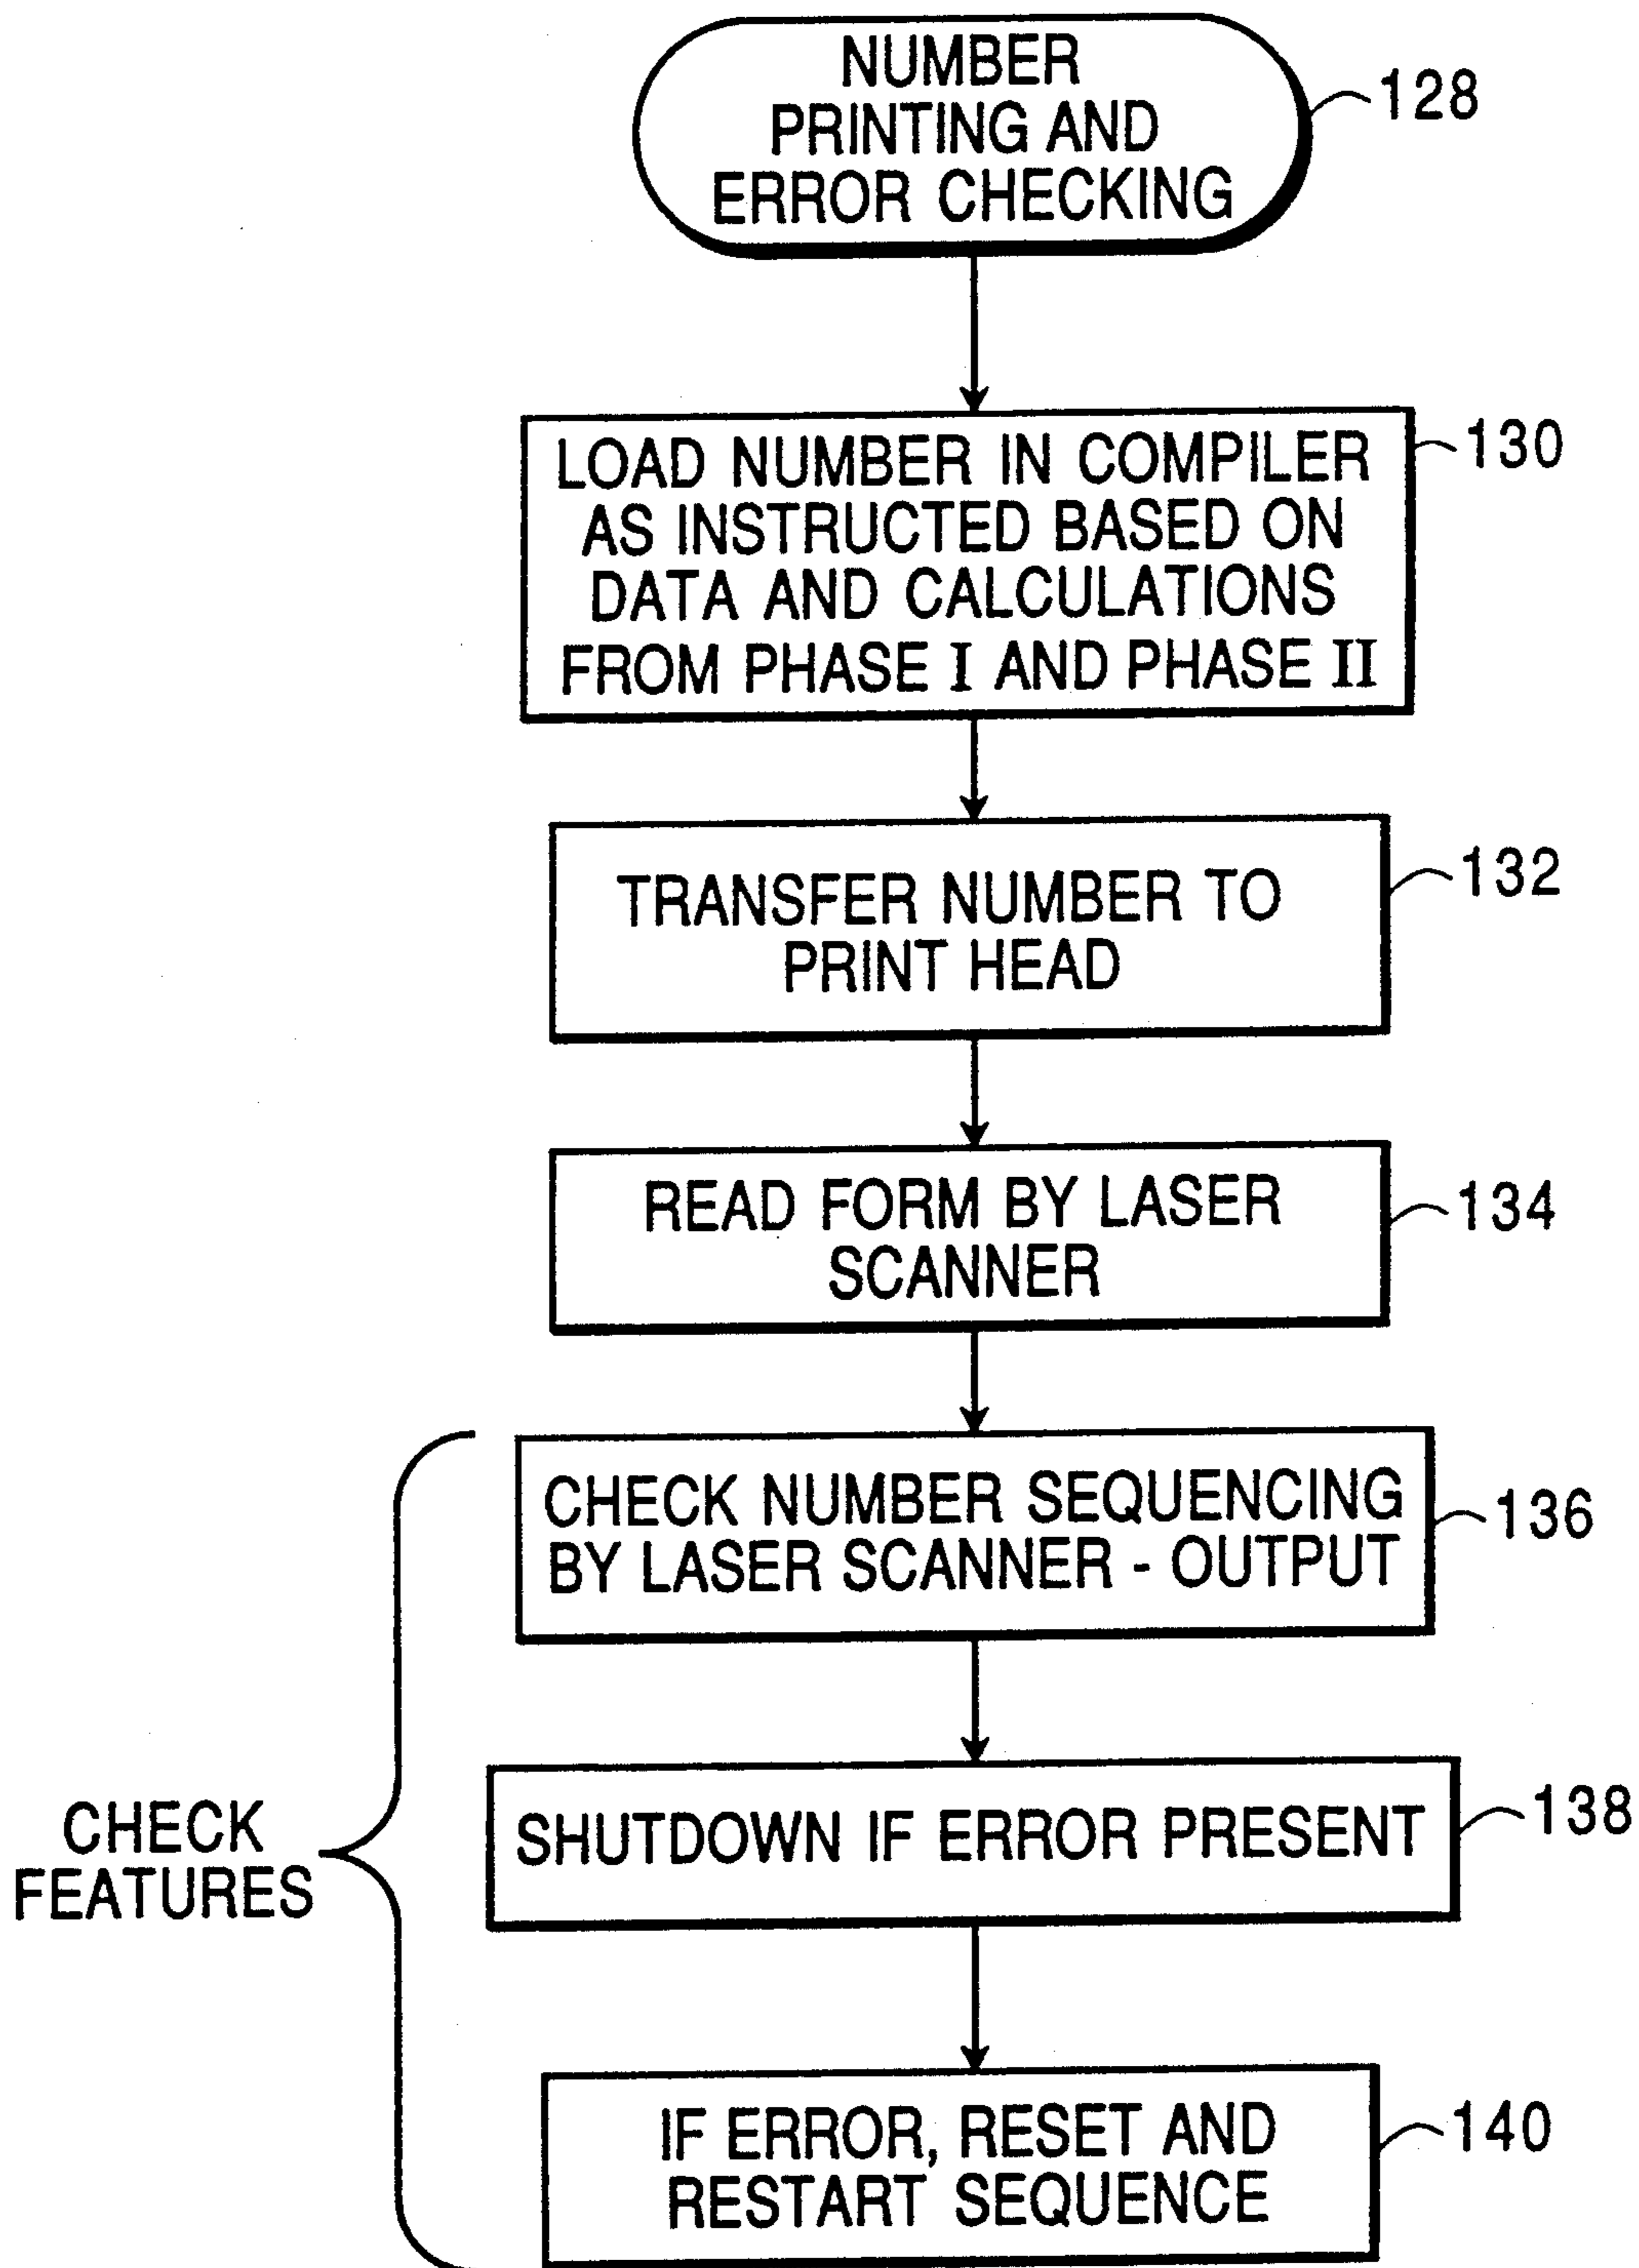 NUMBER
PRINTING AND
ERROR CHECKING
128
LOAD NUMBER IN COMPILER
AS INSTRUCTED BASED ON
DATA AND CALCULATIONS
FROM PHASE I AND PHASE II
130
TRANSFER NUMBER TO
PRINT HEAD
132
READ FORM BY LASER
SCANNER
134
CHECK NUMBER SEQUENCING
BY LASER SCANNER - OUTPUT
136
SHUTDOWN IF ERROR PRESENT
138
CHECK
FEATURES
IF ERROR, RESET AND
RESTART SEQUENCE
140